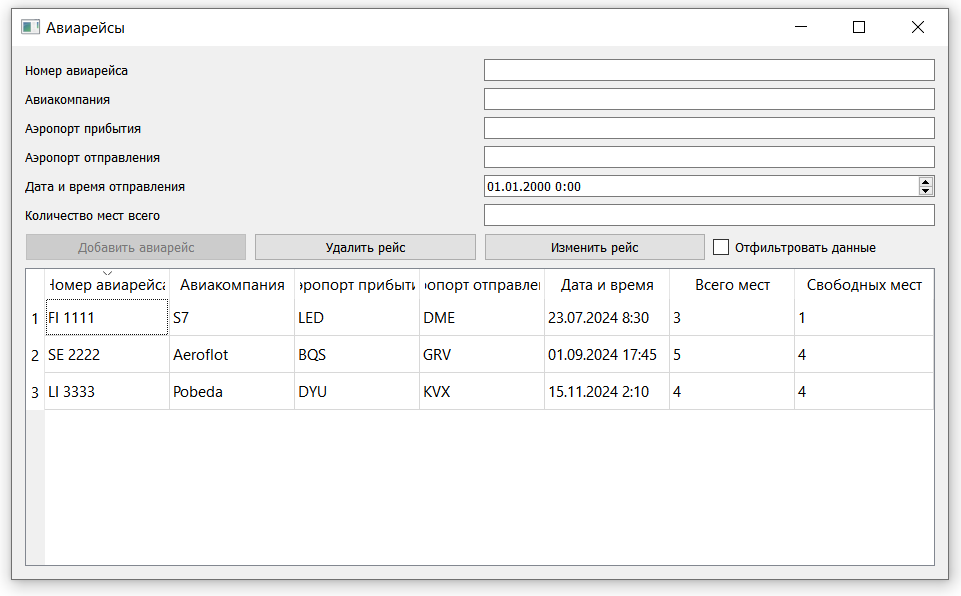 Авиарейсы
Номер авиарейса
Авиакомпания
Аэропорт прибытия
Аэропорт отправления
Дата и время отправления 01.01.2000 0:00
Количество мест всего
Добавить авиарейс Удалить рейс Изменить рейс Отфильтровать данные
Номер авиарейса Авиакомпания эропорт прибыти опорт отправлен Дата и время Всего мест Свободных мест
1 FI 1111 S7 LED DME 23.07.2024 8:30 3 1
2 SE 2222 Aeroflot BQS GRV 01.09.2024 17:45 5 4
3 LI 3333 Pobeda DYU KVX 15.11.2024 2:10 4 4